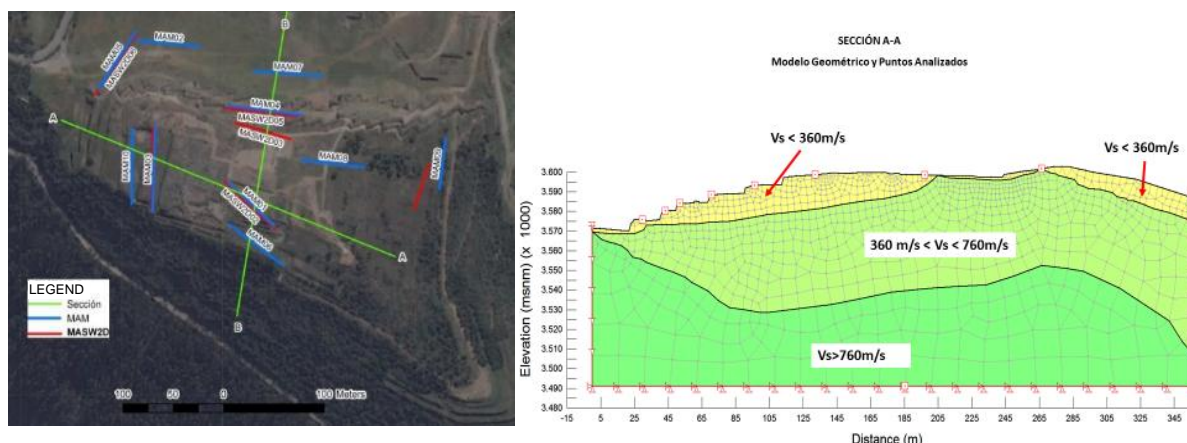 B
MAM05
MASW2D06
MAM02
MAM07
MAM04
MASW2D05
MASW2D03
A
MAM10
MAM03
MAM08
MAM01
MASW2D02
MAM06
A
B
LEGEND
Sección
MAM
MASW2D
100 50 0 100 Meters
SECCIÓN A-A
Modelo Geométrico y Puntos Analizados
Vs < 360m/s
Vs < 360m/s
360 m/s < Vs < 760m/s
Vs>760m/s
Elevation (msnm) (x 1000)
3.600
3.590
3.580
3.570
3.560
3.550
3.540
3.530
3.520
3.510
3.500
3.490
3.480
-15 5 25 45 65 85 105 125 145 165 185 205 225 245 265 285 305 325 345
Distance (m)